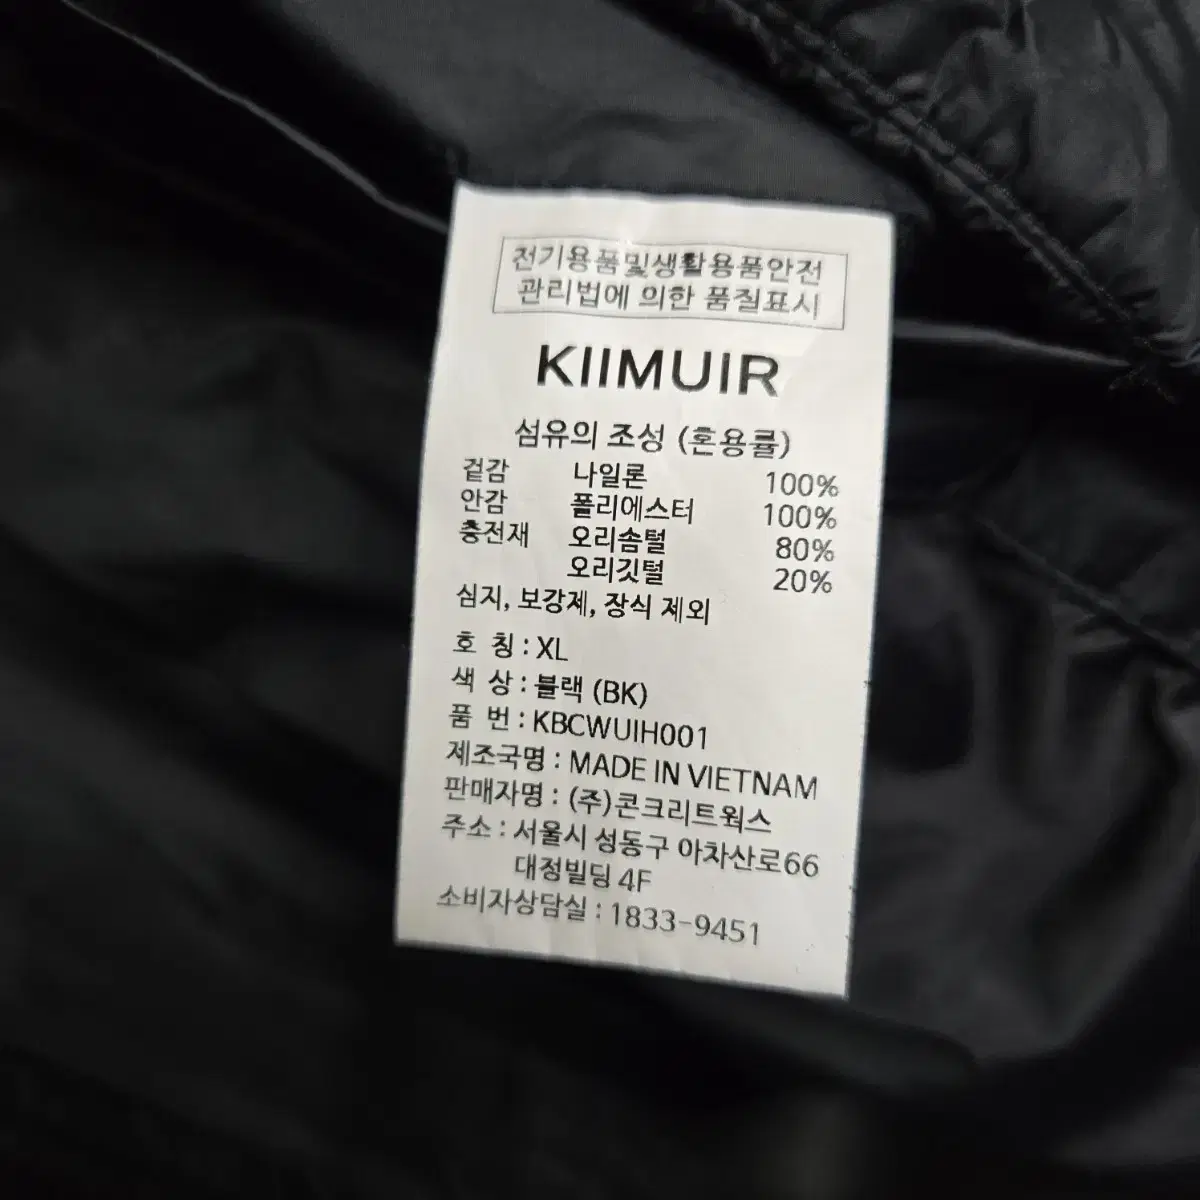 전기용품및생활용품안전
관리법에 의한 품질표시
KIIMUIR
섬유의 조성 (혼용률)
겉감 나일론 100%
안감 폴리에스터 100%
충전재 오리솜털 80%
오리깃털 20%
심지, 보강제, 장식 제외
호 칭 : XL
색 상 : 블랙 (BK)
품 번 : KBCWUIH001
제조국명 : MADE IN VIETNAM
판매자명 : (주)콘크리트웍스
주소 : 서울시 성동구 아차산로66
대정빌딩 4F
소비자상담실 : 1833-9451